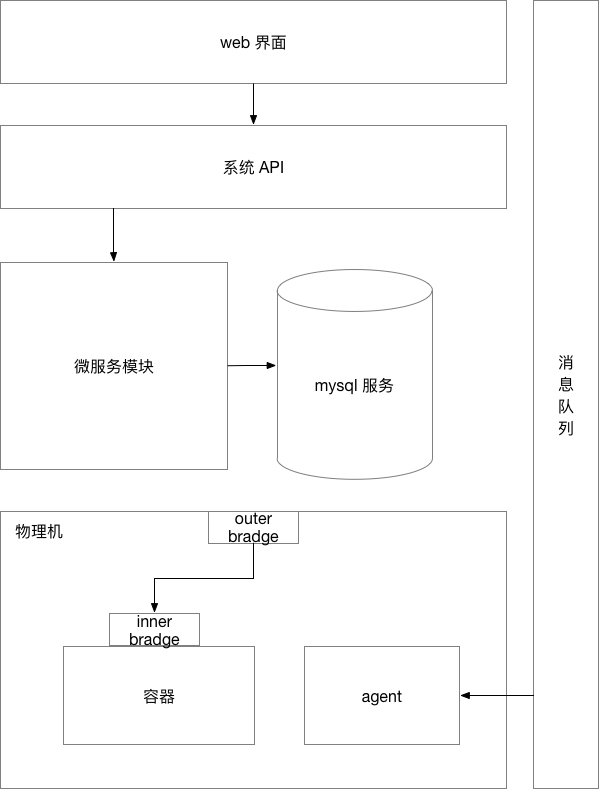 web 界面
系统 API
微服务模块
mysql 服务
消
息
队
列
物理机
outer
bradge
inner
bradge
容器
agent